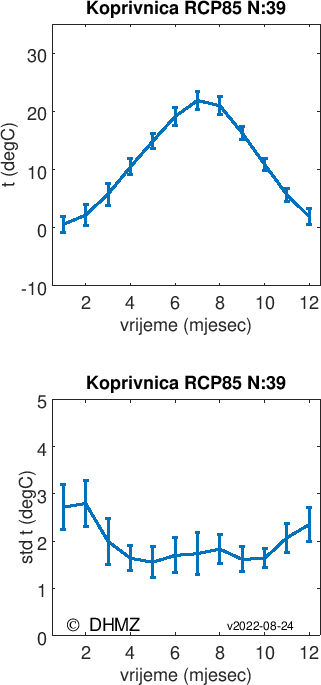 Koprivnica RCP85 N:39
30
20
10
0
-10
t (degC)
2 4 6 8 10 12
vrijeme (mjesec)
Koprivnica RCP85 N:39
5
4
3
2
1
0
std t (degC)
© DHMZ
v2022-08-24
2 4 6 8 10 12
vrijeme (mjesec)